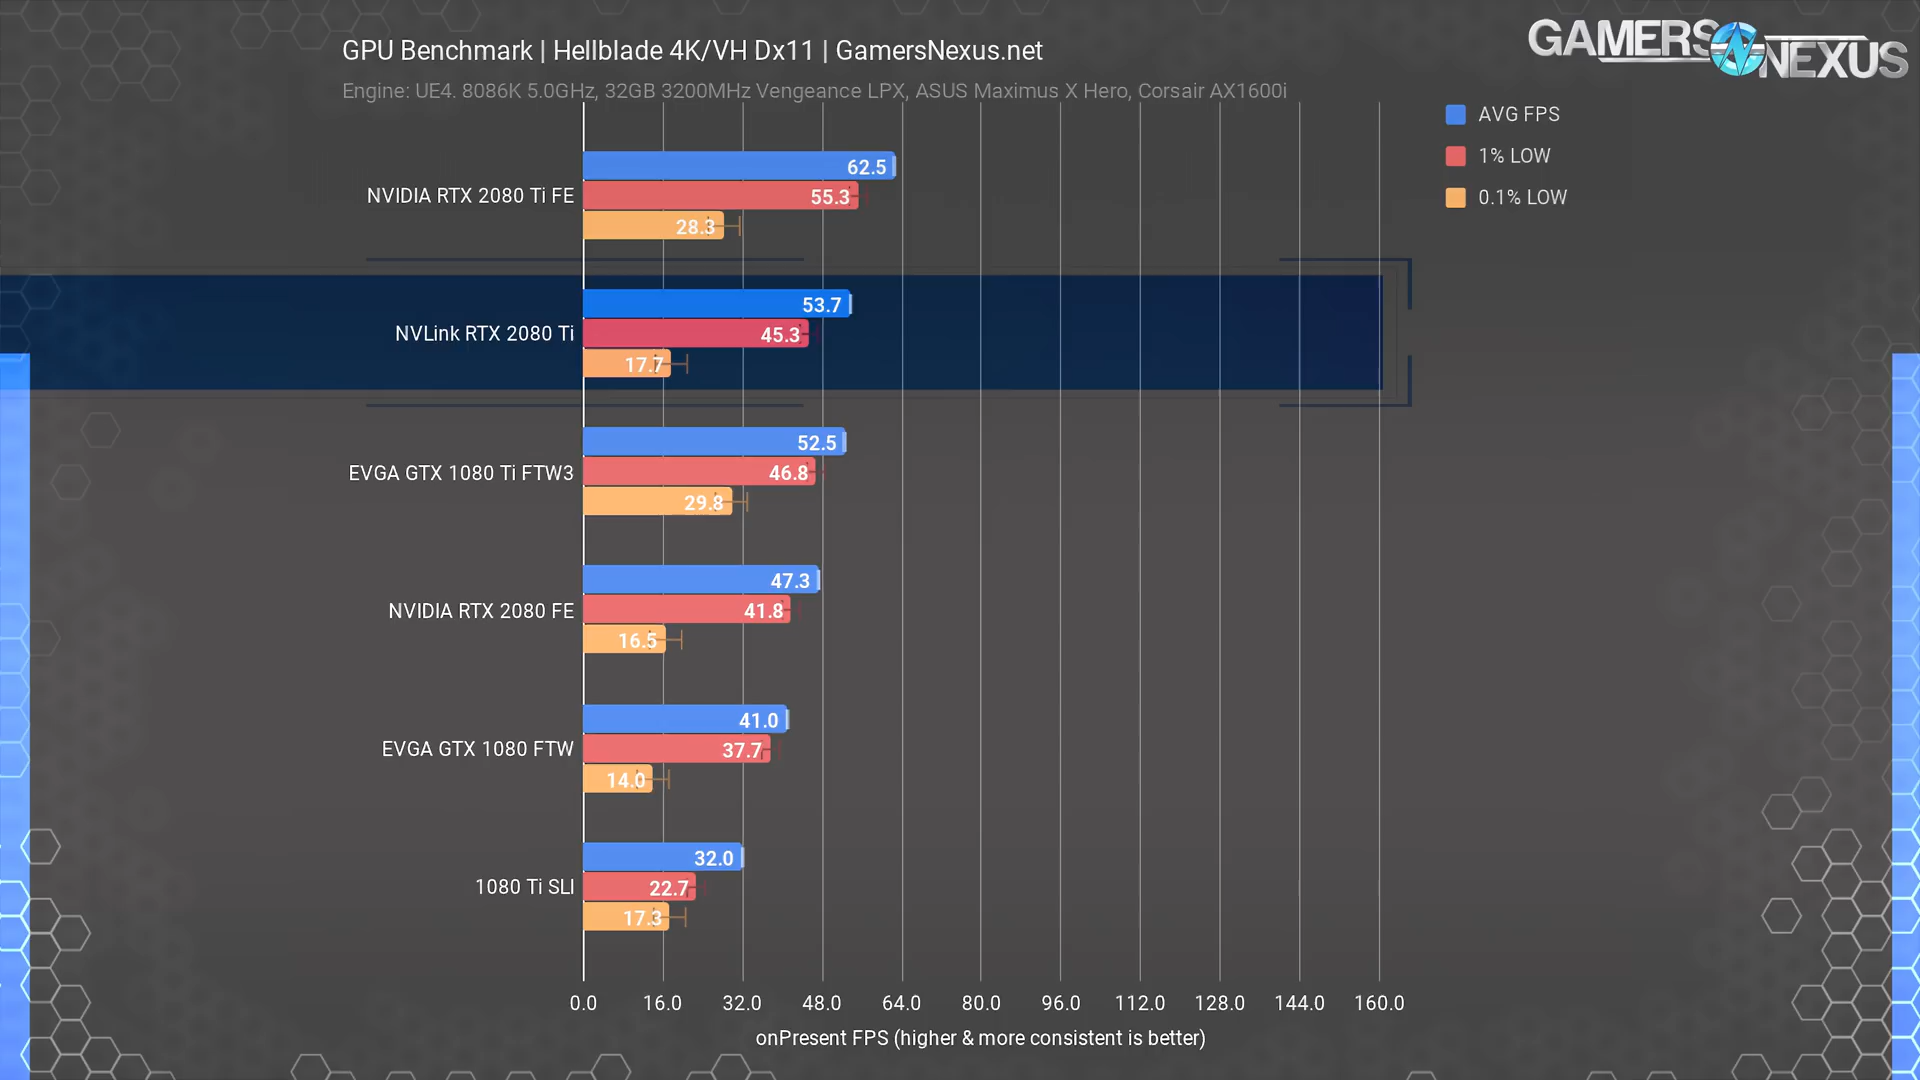 GPU Benchmark | Hellblade 4K/VH Dx11 | GamersNexus.net
GAMERS NEXUS
Engine: UE4. 8086K 5.0GHz, 32GB 3200MHz Vengeance LPX, ASUS Maximus X Hero, Corsair AX1600i
AVG FPS
1% LOW
0.1% LOW
NVIDIA RTX 2080 Ti FE
62.5
55.3
28.3
NVLink RTX 2080 Ti
53.7
45.3
17.7
EVGA GTX 1080 Ti FTW3
52.5
46.8
29.8
NVIDIA RTX 2080 FE
47.3
41.8
16.5
EVGA GTX 1080 FTW
41.0
37.7
14.0
1080 Ti SLI
32.0
22.7
17.3
0.0 16.0 32.0 48.0 64.0 80.0 96.0 112.0 128.0 144.0 160.0
onPresent FPS (higher & more consistent is better)